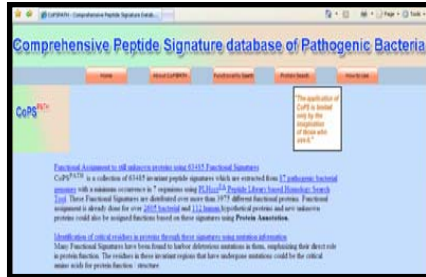 Comprehensive Peptide Signature database of Pathogenic Bacteria
Home About CoPSPATH Functionality Search Protein Search How to Use
CoPS PATH
"The application
of CoPS is limited
only by the
imagination
of those who
use it."
Functional Assignment to still unknown proteins using 63415 Functional Signatures
CoPS PATH is a collection of 63415 invariant peptide signatures which are extracted from 17 pathogenic bacterial
genomes with a minimum occurrence in 7 organisms using Peptide Library based Homology Search
Tool. These Functional Signatures are distributed over more than 3975 different functional proteins. Functional
assignment is already done for over 2605 bacterial and 112 human hypothetical proteins and new unknown
proteins could also be assigned functions based on these signatures using Protein Annotation.
Identification of critical residues in proteins through these signatures using mutation information
Many Functional Signatures have been found to harbor deleterious mutations in them, emphasizing their direct role
in protein function. The residues in these invariant regions that have undergone mutations could be the critical
amino acids for protein function / structure.